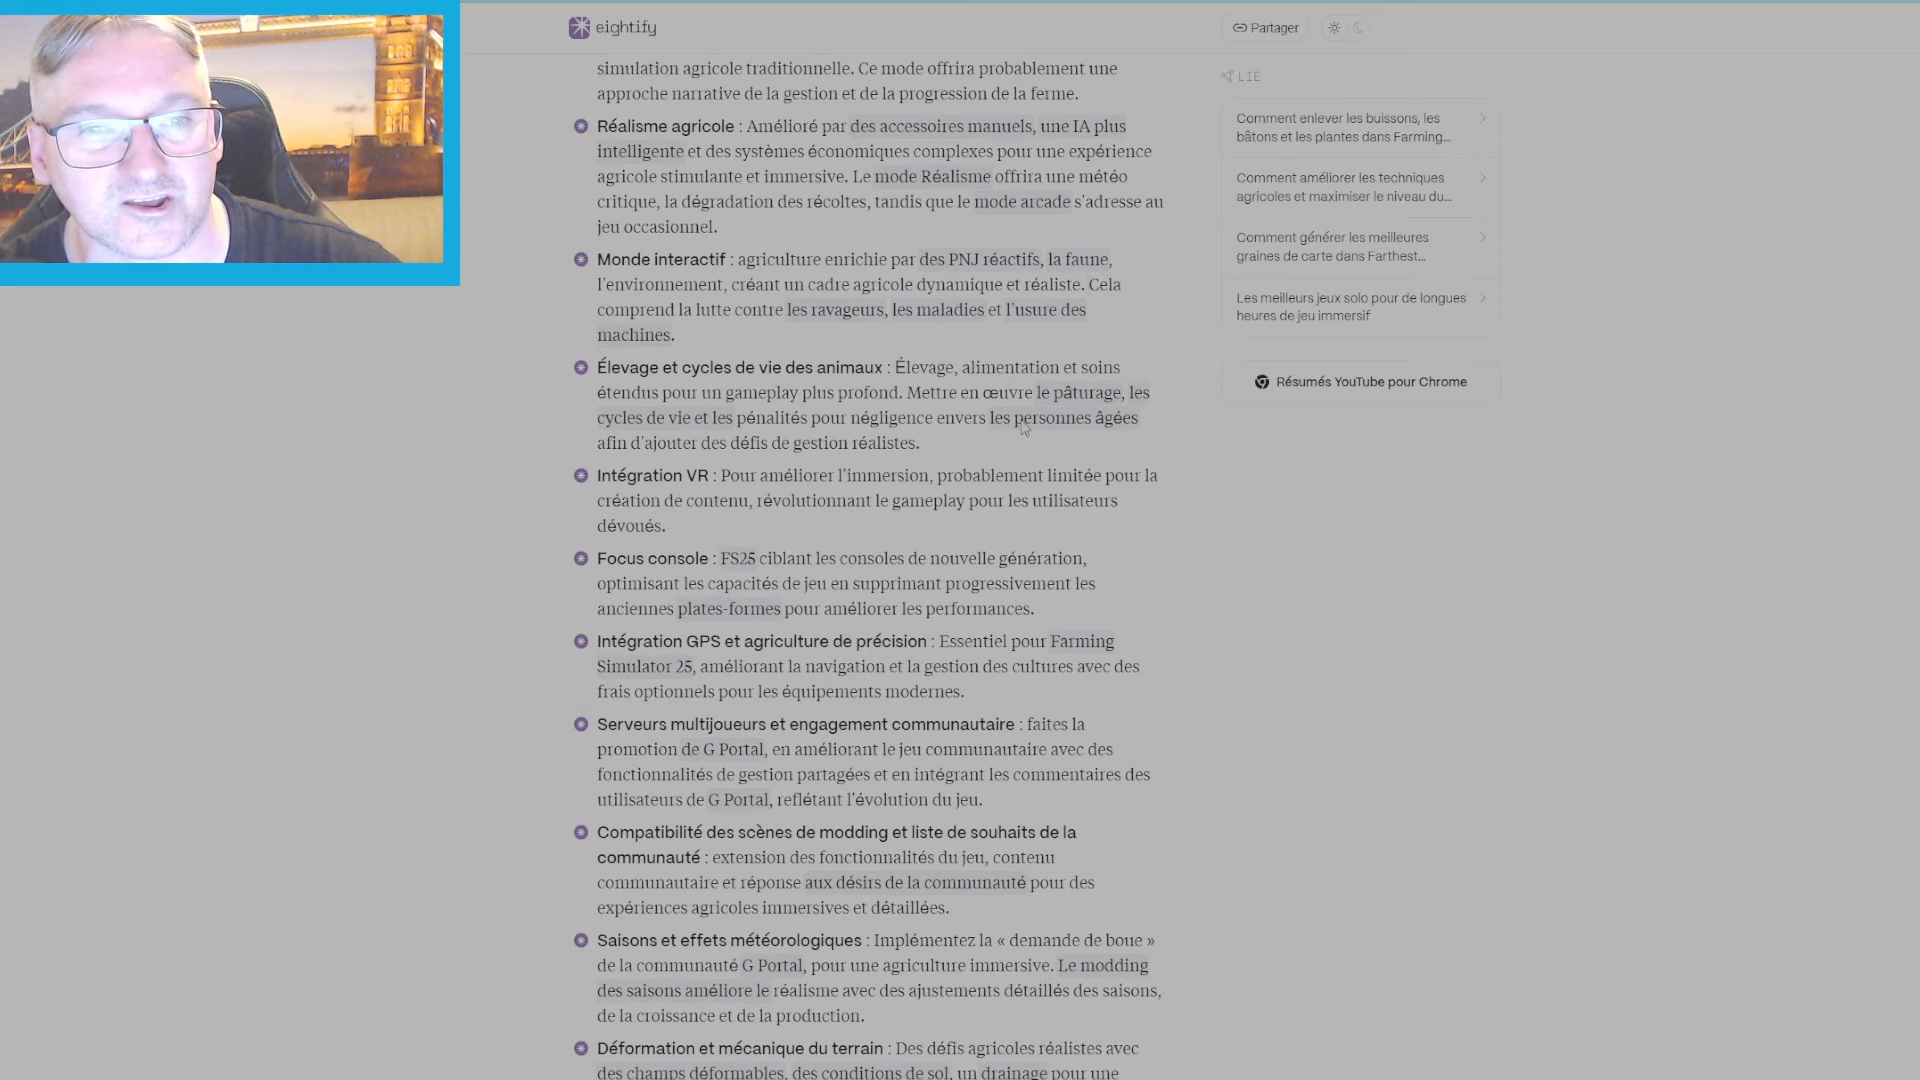 eightify
Partager
simulation agricole traditionnelle. Ce mode offrira probablement une
approche narrative de la gestion et de la progression de la ferme.
Réalisme agricole : Amélioré par des accessoires manuels, une IA plus
intelligente et des systèmes économiques complexes pour une expérience
agricole stimulante et immersive. Le mode Réalisme offrira une météo
critique, la dégradation des récoltes, tandis que le mode arcade s'adresse au
jeu occasionnel.
Monde interactif : agriculture enrichie par des PNJ réactifs, la faune,
l'environnement, créant un cadre agricole dynamique et réaliste. Cela
comprend la lutte contre les ravageurs, les maladies et l'usure des
machines.
Élevage et cycles de vie des animaux : Élevage, alimentation et soins
étendus pour un gameplay plus profond. Mettre en œuvre le pâturage, les
cycles de vie et les pénalités pour négligence envers les personnes âgées
afin d'ajouter des défis de gestion réalistes.
Intégration VR : Pour améliorer l'immersion, probablement limitée pour la
création de contenu, révolutionnant le gameplay pour les utilisateurs
dévoués.
Focus console : FS25 ciblant les consoles de nouvelle génération,
optimisant les capacités de jeu en supprimant progressivement les
anciennes plates-formes pour améliorer les performances.
Intégration GPS et agriculture de précision : Essentiel pour Farming
Simulator 25, améliorant la navigation et la gestion des cultures avec des
frais optionnels pour les équipements modernes.
Serveurs multijoueurs et engagement communautaire : faites la
promotion de G Portal, en améliorant le jeu communautaire avec des
fonctionnalités de gestion partagées et en intégrant les commentaires des
utilisateurs de G Portal, reflétant l'évolution du jeu.
Compatibilité des scènes de modding et liste de souhaits de la
communauté : extension des fonctionnalités du jeu, contenu
communautaire et réponse aux désirs de la communauté pour des
expériences agricoles immersives et détaillées.
Saisons et effets météorologiques : Implémentez la « demande de boue »
de la communauté G Portal, pour une agriculture immersive. Le modding
des saisons améliore le réalisme avec des ajustements détaillés des saisons,
de la croissance et de la production.
Déformation et mécanique du terrain : Des défis agricoles réalistes avec
des champs déformables, des conditions de sol, un drainage pour une
LIÉ
Comment enlever les buissons, les
bâtons et les plantes dans Farming...
Comment améliorer les techniques
agricoles et maximiser le niveau du...
Comment générer les meilleures
graines de carte dans Farthest...
Les meilleurs jeux solo pour de longues
heures de jeu immersif
Résumés YouTube pour Chrome